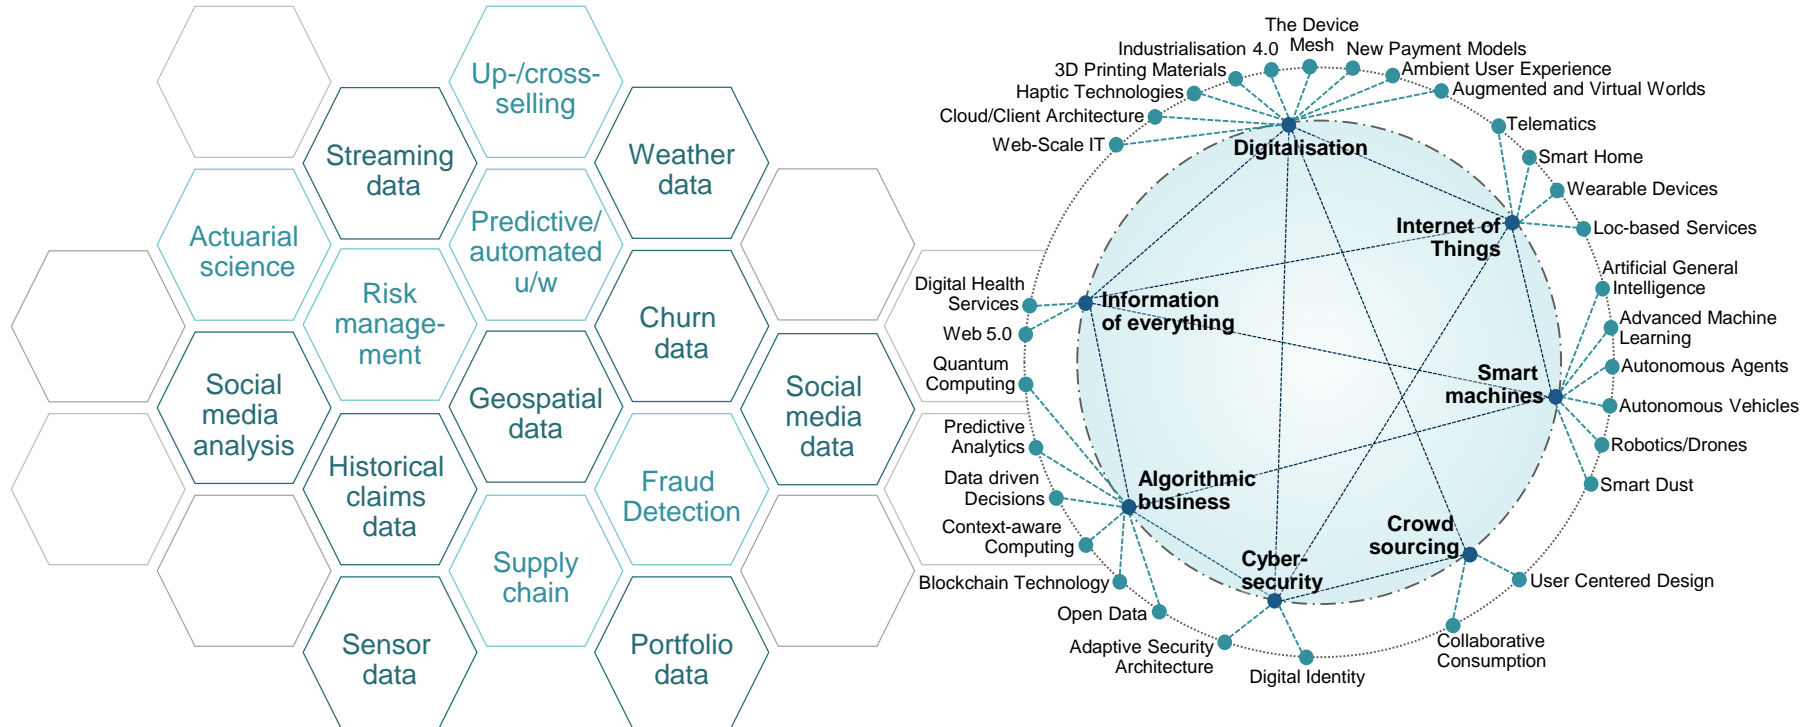 Up-/cross-
selling
Streaming
data
Weather
data
Actuarial
science
Predictive/
automated
u/w
Risk
manage-
ment
Churn
data
Social
media
analysis
Geospatial
data
Social
media
data
Historical
claims
data
Fraud
Detection
Supply
chain
Sensor
data
Portfolio
data
The Device
Mesh
Industrialisation 4.0
New Payment Models
3D Printing Materials
Ambient User Experience
Haptic Technologies
Augmented and Virtual Worlds
Cloud/Client Architecture
Web-Scale IT
Digitalisation
Telematics
Smart Home
Wearable Devices
Internet of
Things
Loc-based Services
Artificial General
Intelligence
Digital Health
Services
Information
of everything
Web 5.0
Advanced Machine
Learning
Quantum
Computing
Smart
machines
Autonomous Agents
Autonomous Vehicles
Predictive
Analytics
Robotics/Drones
Data driven
Decisions
Algorithmic
business
Smart Dust
Context-aware
Computing
Crowd
sourcing
Blockchain Technology
Cyber-
security
User Centered Design
Open Data
Adaptive Security
Architecture
Digital Identity
Collaborative
Consumption